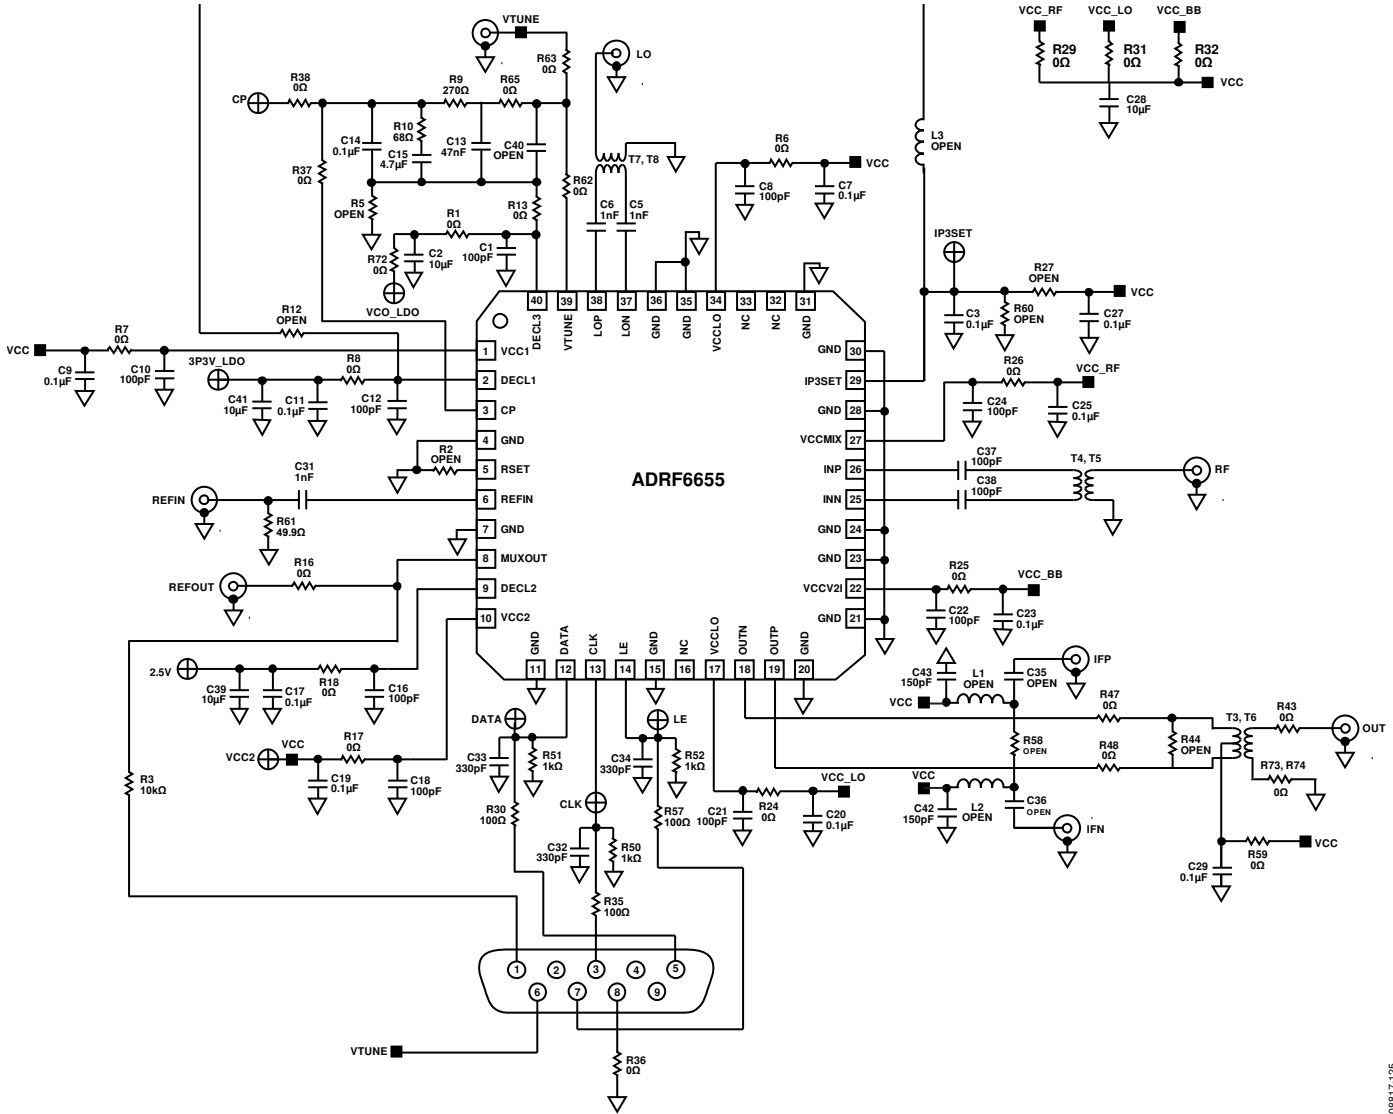 VTUNE
LO
VCC_RF VCC_LO VCC_BB
R29 0Ω
R31 0Ω
R32 0Ω
VCC
C28 10µF
R63 0Ω
R38 0Ω
R9 270Ω
R65 0Ω
CP
C14 0.1µF
R10 68Ω
C15 4.7µF
C13 47nF
C40 OPEN
R37 0Ω
R62 0Ω
R5 OPEN
R1 0Ω
R13 0Ω
R72 0Ω
C2 10µF
C1 100pF
VCO_LDO
T7, T8
C6 1nF
C5 1nF
R6 0Ω
VCC
C8 100pF
C7 0.1µF
L3 OPEN
IP3SET
R27 OPEN
VCC
C3 0.1µF
R60 OPEN
C27 0.1µF
R12 OPEN
R7 0Ω
VCC
C9 0.1µF
C10 100pF
3P3V_LDO
R8 0Ω
C41 10µF
C11 0.1µF
C12 100pF
40 39 38 37 36 35 34 33 32 31
DECL3 VTUNE LOP LON GND GND VCCLO NC NC GND
1 VCC1
2 DECL1
3 CP
4 GND
5 RSET
6 REFIN
7 GND
8 MUXOUT
9 DECL2
10 VCC2
ADRF6655
GND 30
IP3SET 29
GND 28
VCCMIX 27
INP 26
INN 25
GND 24
GND 23
VCCV2I 22
GND 21
GND DATA CLK LE GND NC VCCLO OUTN OUTP GND
11 12 13 14 15 16 17 18 19 20
R26 0Ω
VCC_RF
C24 100pF
C25 0.1µF
R2 OPEN
C31 1nF
REFIN
R61 49.9Ω
C37 100pF
C38 100pF
T4, T5
RF
R16 0Ω
REFOUT
R25 0Ω
VCC_BB
C22 100pF
C23 0.1µF
2.5V
C39 10µF
C17 0.1µF
R18 0Ω
C16 100pF
C43 150pF
L1 OPEN
C35 OPEN
IFP
VCC
R47 0Ω
T3, T6
R43 0Ω
OUT
R58 OPEN
R48 0Ω
R44 OPEN
R73, R74 0Ω
VCC2
VCC
R17 0Ω
C19 0.1µF
C18 100pF
R3 10kΩ
DATA
C33 330pF
R51 1kΩ
R30 100Ω
LE
C34 330pF
R52 1kΩ
R57 100Ω
CLK
C32 330pF
R50 1kΩ
R35 100Ω
VCC_LO
C21 100pF
R24 0Ω
C20 0.1µF
VCC
C42 150pF
L2 OPEN
C36 OPEN
IFN
VCC
R59 0Ω
C29 0.1µF
1 2 3 4 5
6 7 8 9
VTUNE
R36 0Ω
08817-125